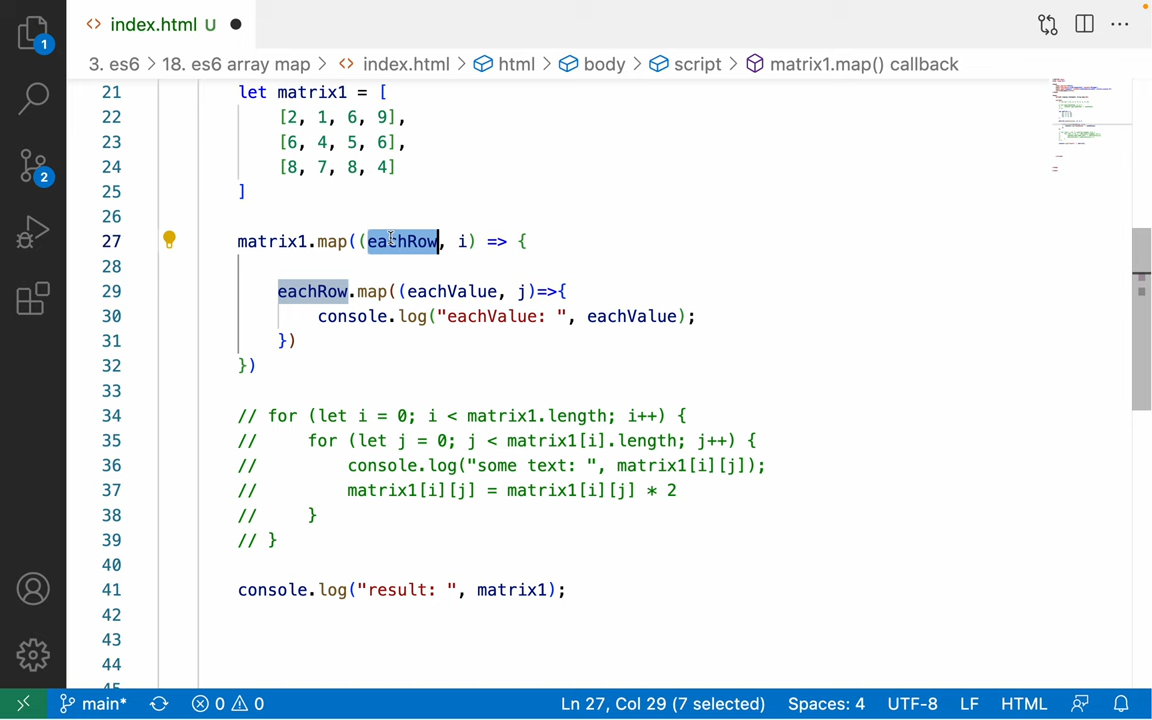 index.html U
1
3. es6 > 18. es6 array map > index.html > html > body > script > matrix1.map() callback
21 let matrix1 = [
22 [2, 1, 6, 9],
23 [6, 4, 5, 6],
24 [8, 7, 8, 4]
25 ]
26
27 matrix1.map((eachRow, i) => {
28
29 eachRow.map((eachValue, j)=>{
30 console.log("eachValue: ", eachValue);
31 })
32 })
33
34 // for (let i = 0; i < matrix1.length; i++) {
35 // for (let j = 0; j < matrix1[i].length; j++) {
36 // console.log("some text: ", matrix1[i][j]);
37 // matrix1[i][j] = matrix1[i][j] * 2
38 // }
39 // }
40
41 console.log("result: ", matrix1);
42
43
44
45
2
main* 0 0 Ln 27, Col 29 (7 selected) Spaces: 4 UTF-8 LF HTML